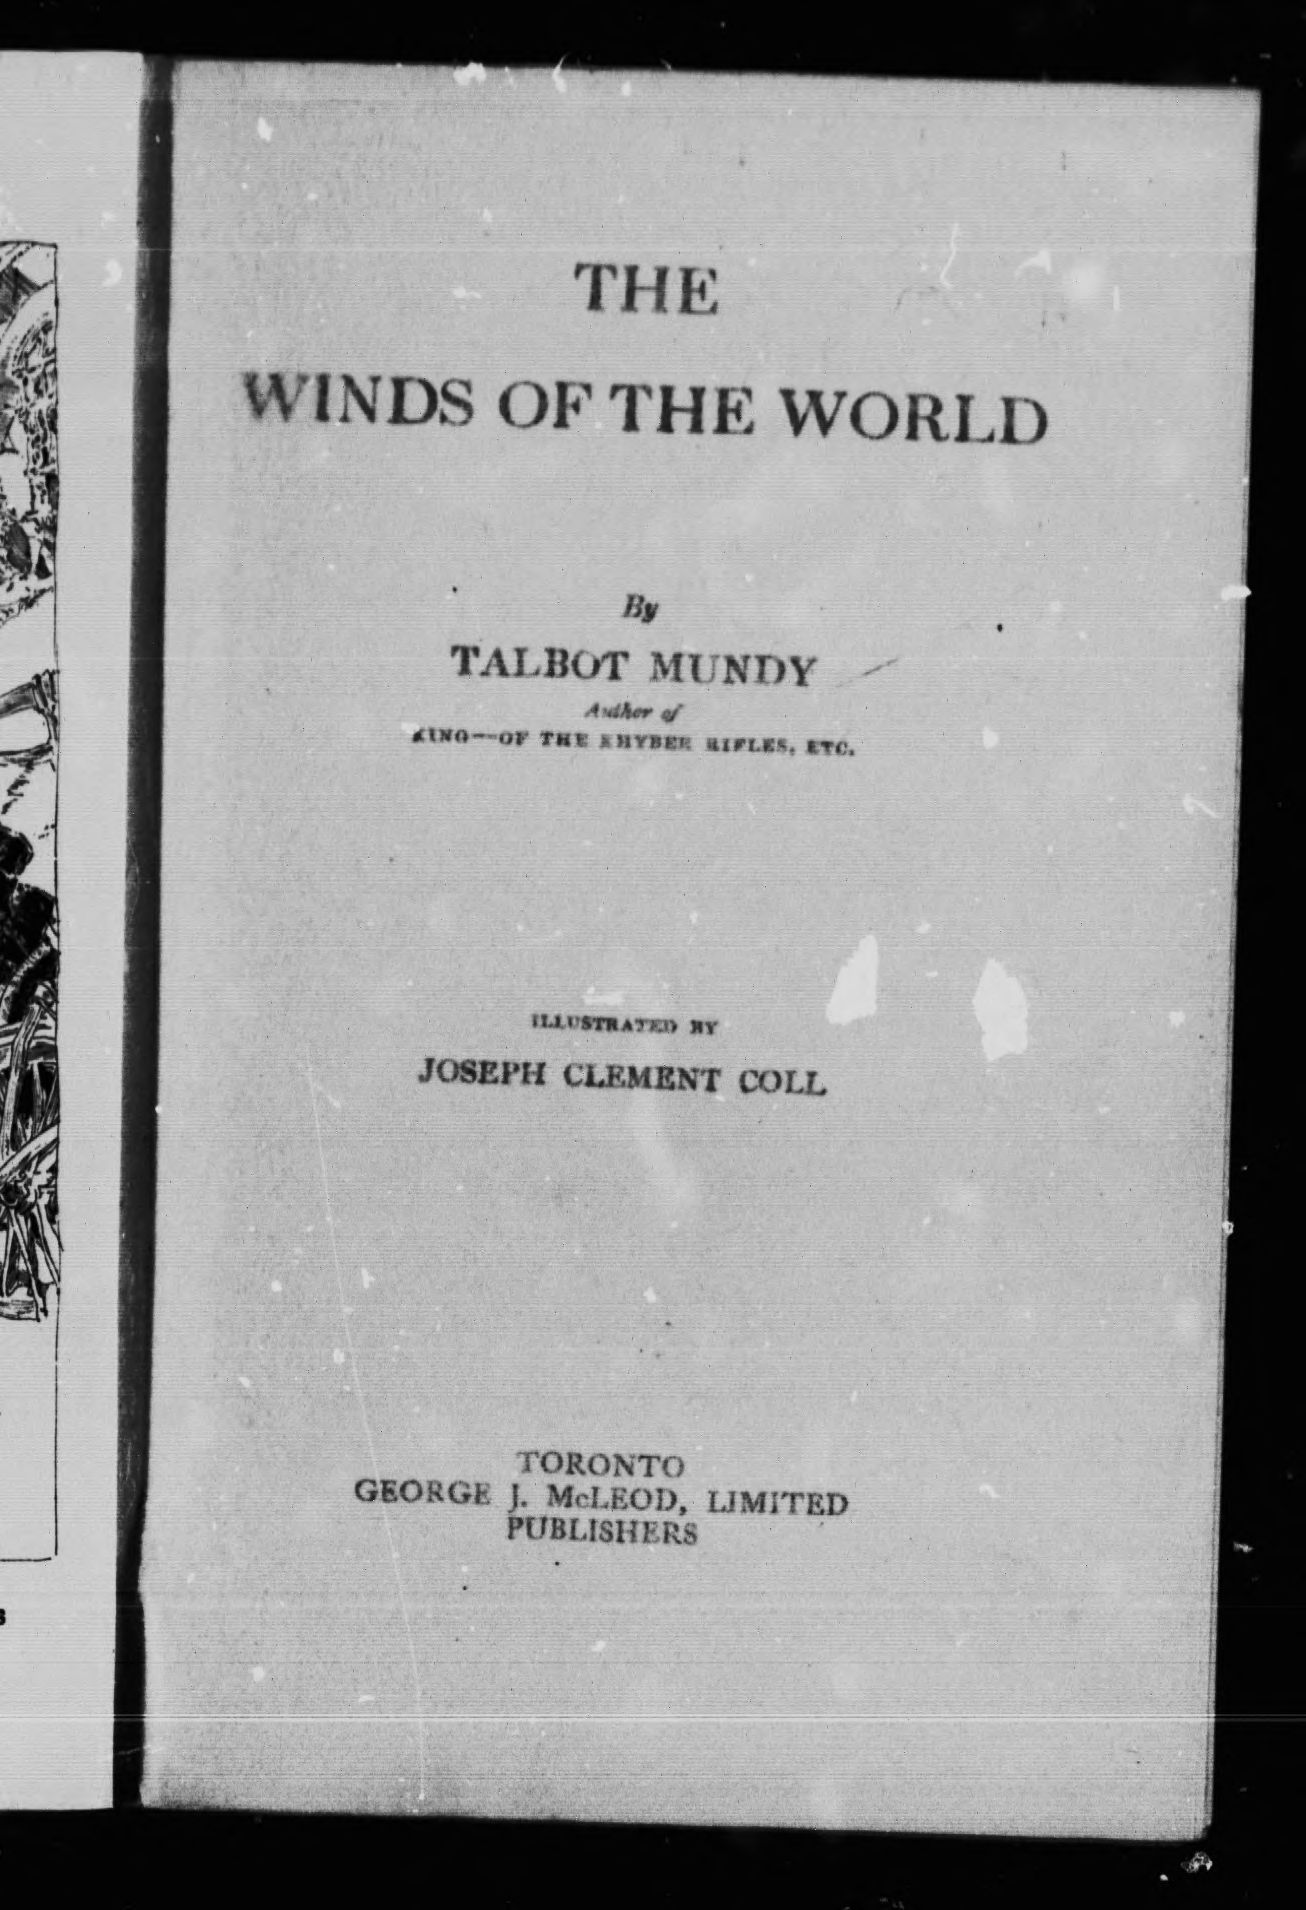 THE
WINDS OF THE WORLD
By
TALBOT MUNDY
Author of
KING—OF THE KHYBER RIFLES, ETC.
ILLUSTRATED BY
JOSEPH CLEMENT COLL
TORONTO
GEORGE J. McLEOD, LIMITED
PUBLISHERS